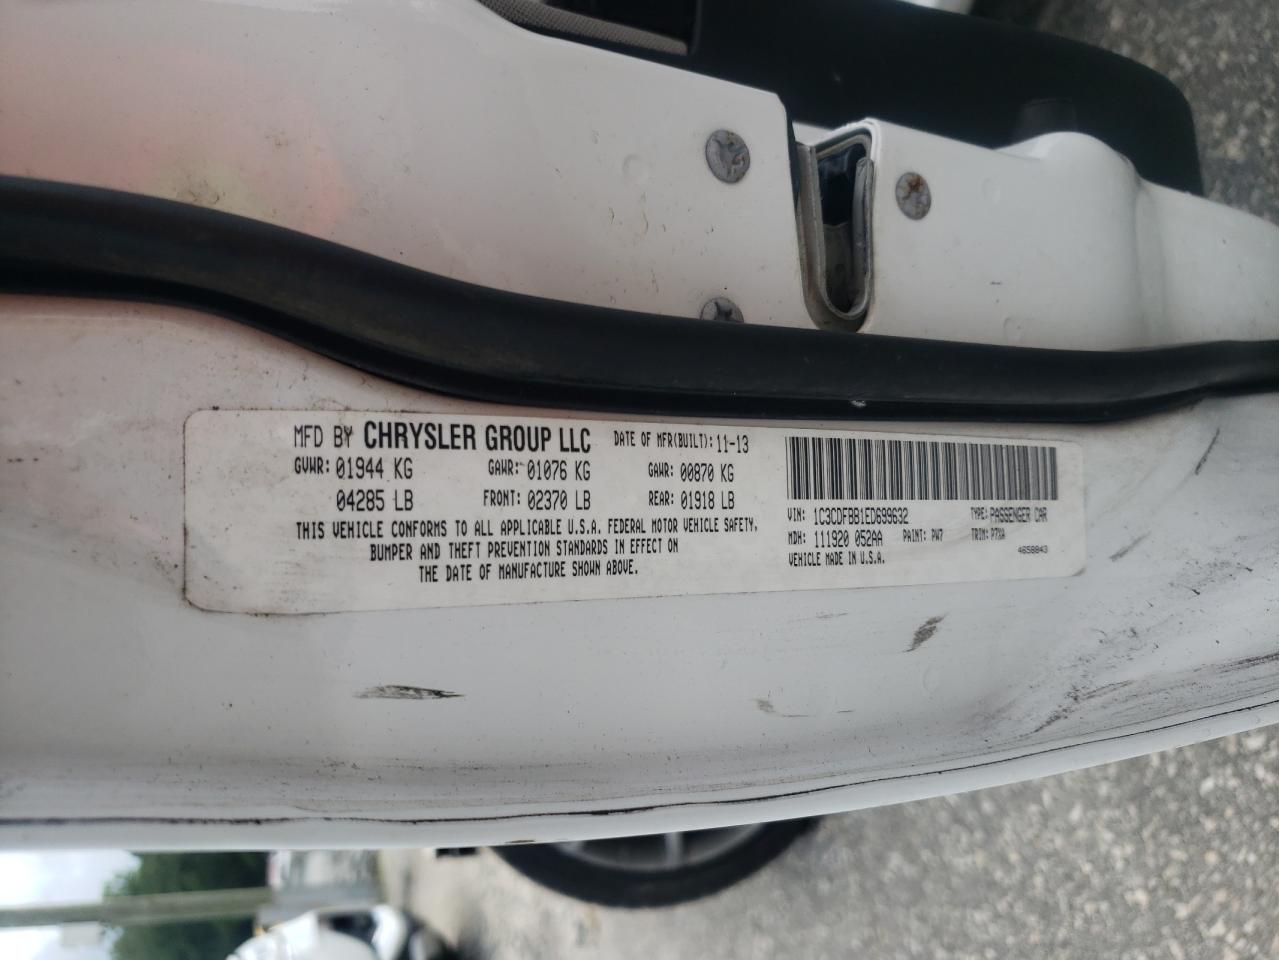 MFD BY CHRYSLER GROUP LLC DATE OF MFR(BUILT): 11-13
GVWR: 01944 KG GAWR: 01076 KG GAWR: 00870 KG
04285 LB FRONT: 02370 LB REAR: 01918 LB
THIS VEHICLE CONFORMS TO ALL APPLICABLE U.S.A. FEDERAL MOTOR VEHICLE SAFETY,
BUMPER AND THEFT PREVENTION STANDARDS IN EFFECT ON
THE DATE OF MANUFACTURE SHOWN ABOVE.
VIN: 1C3CDFBB1ED699632 TYPE: PASSENGER CAR
MDH: 111920 052AA PAINT: PW7 TRIM: P7XA
VEHICLE MADE IN U.S.A. 4658843